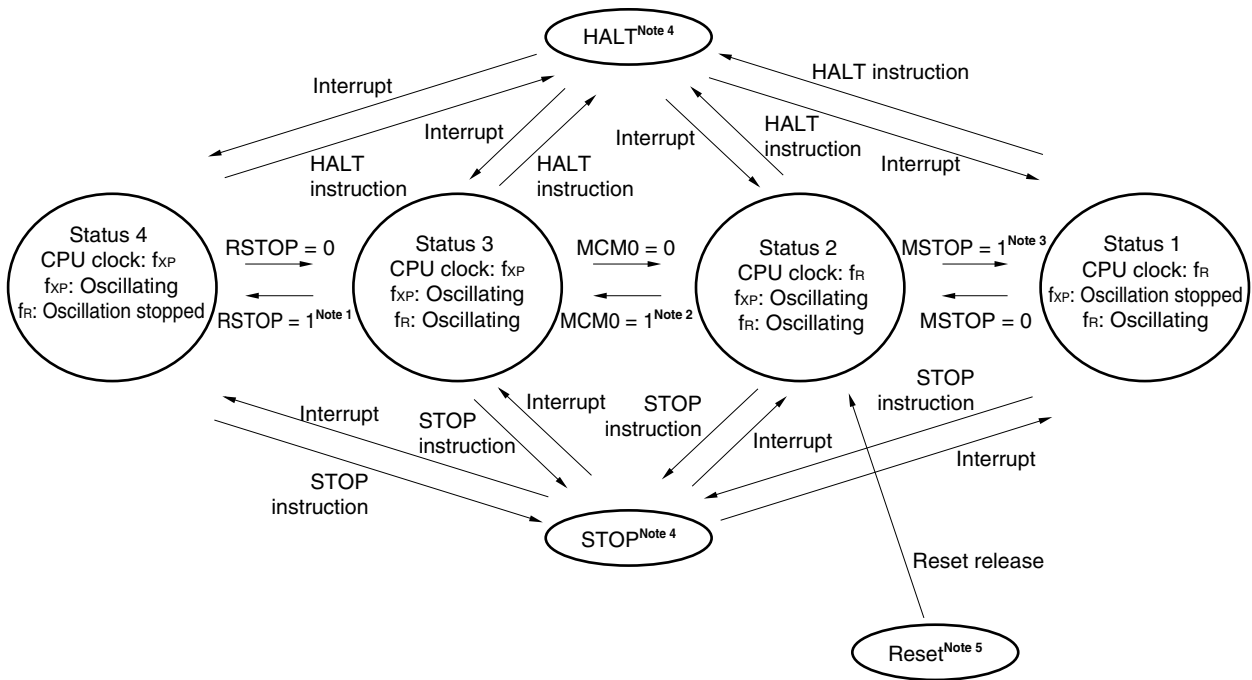 HALTNote 4
Interrupt
HALT instruction
Interrupt
HALT
instruction
Interrupt
HALT
instruction
HALT
instruction
Interrupt
Status 4
CPU clock: fXP
fXP: Oscillating
fR: Oscillation stopped
RSTOP = 0
RSTOP = 1Note 1
Status 3
CPU clock: fXP
fXP: Oscillating
fR: Oscillating
MCM0 = 0
MCM0 = 1Note 2
Status 2
CPU clock: fR
fXP: Oscillating
fR: Oscillating
MSTOP = 1Note 3
MSTOP = 0
Status 1
CPU clock: fR
fXP: Oscillation stopped
fR: Oscillating
Interrupt
STOP
instruction
STOP
instruction
Interrupt
STOP
instruction
Interrupt
STOP
instruction
Interrupt
STOPNote 4
Reset release
ResetNote 5